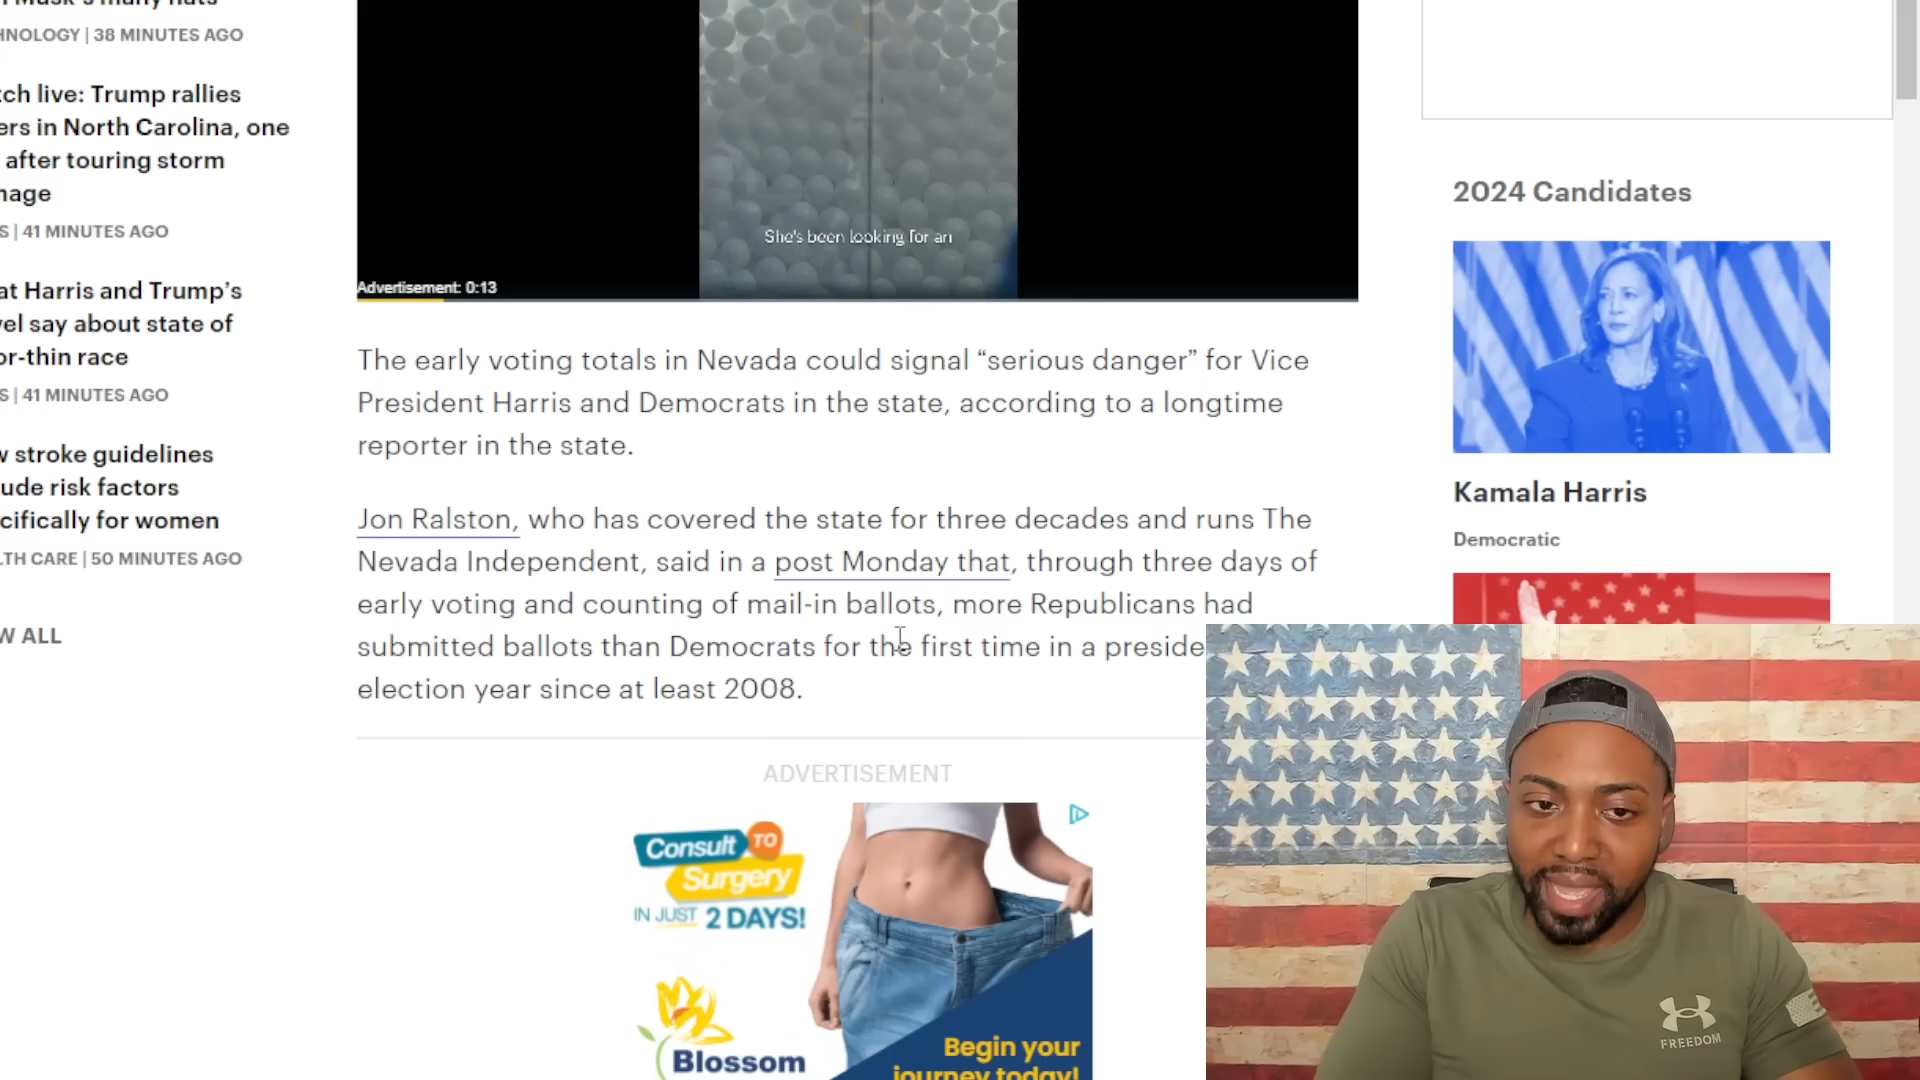 HNOLOGY | 38 MINUTES AGO
tch live: Trump rallies
ers in North Carolina, one
after touring storm
nage
S | 41 MINUTES AGO
at Harris and Trump's
vel say about state of
or-thin race
S | 41 MINUTES AGO
w stroke guidelines
ude risk factors
cifically for women
LTH CARE | 50 MINUTES AGO
W ALL
She's been looking for an
Advertisement: 0:13
The early voting totals in Nevada could signal “serious danger” for Vice
President Harris and Democrats in the state, according to a longtime
reporter in the state.
Jon Ralston, who has covered the state for three decades and runs The
Nevada Independent, said in a post Monday that, through three days of
early voting and counting of mail-in ballots, more Republicans had
submitted ballots than Democrats for the first time in a preside
election year since at least 2008.
ADVERTISEMENT
Consult TO
Surgery
IN JUST 2 DAYS!
Blossom
Begin your
journey today!
2024 Candidates
Kamala Harris
Democratic
FREEDOM